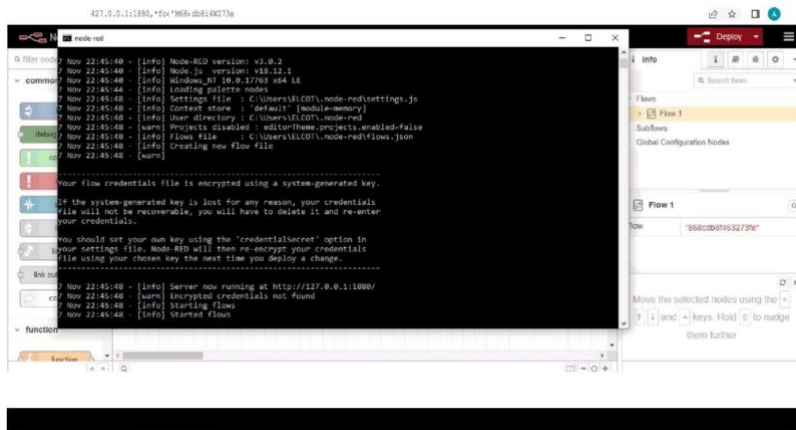 127.0.0.1:1880
node-red
Deploy
7 Nov 22:45:40 - [info] Node-RED version: v3.0.2
7 Nov 22:45:40 - [info] Node.js version: v18.12.1
7 Nov 22:45:40 - [info] Windows_NT 10.0.17763 x64 LE
7 Nov 22:45:44 - [info] Loading palette nodes
7 Nov 22:45:48 - [info] Settings file : C:\Users\ELCOT\.node-red\settings.js
7 Nov 22:45:48 - [info] Context store : 'default' [module=memory]
7 Nov 22:45:48 - [info] User directory : C:\Users\ELCOT\.node-red
7 Nov 22:45:48 - [warn] Projects disabled : editorTheme.projects.enabled=false
7 Nov 22:45:48 - [info] Flows file : C:\Users\ELCOT\.node-red\flows.json
7 Nov 22:45:48 - [info] Creating new flow file
7 Nov 22:45:48 - [warn]
Your flow credentials file is encrypted using a system-generated key.
If the system-generated key is lost for any reason, your credentials
file will not be recoverable, you will have to delete it and re-enter
your credentials.
You should set your own key using the 'credentialSecret' option in
your settings file. Node-RED will then re-encrypt your credentials
file using your chosen key the next time you deploy a change.
7 Nov 22:45:48 - [info] Server now running at http://127.0.0.1:1880/
7 Nov 22:45:48 - [warn] Encrypted credentials not found
7 Nov 22:45:48 - [info] Starting flows
7 Nov 22:45:48 - [info] Started flows
filter node
common
debug
link out
function
function
info
Search flows
Flows
Flow 1
Subflows
Global Configuration Nodes
Flow 1
Move the selected nodes using the
and keys. Hold to nudge
them further